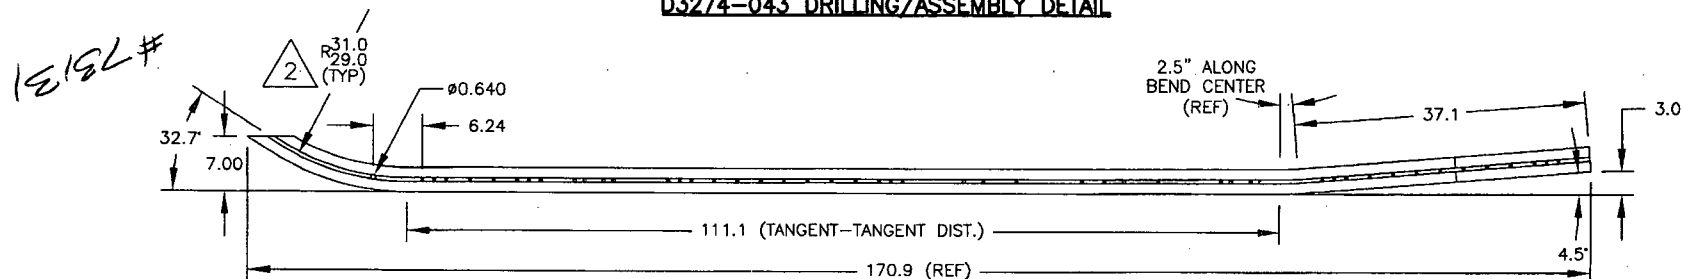 D3274-043 DRILLING/ASSEMBLY DETAIL
#73131
2
R31.0
29.0
(TYP)
ø0.640
6.24
2.5" ALONG
BEND CENTER
(REF)
37.1
3.0
32.7°
7.00
111.1 (TANGENT-TANGENT DIST.)
4.5°
170.9 (REF)